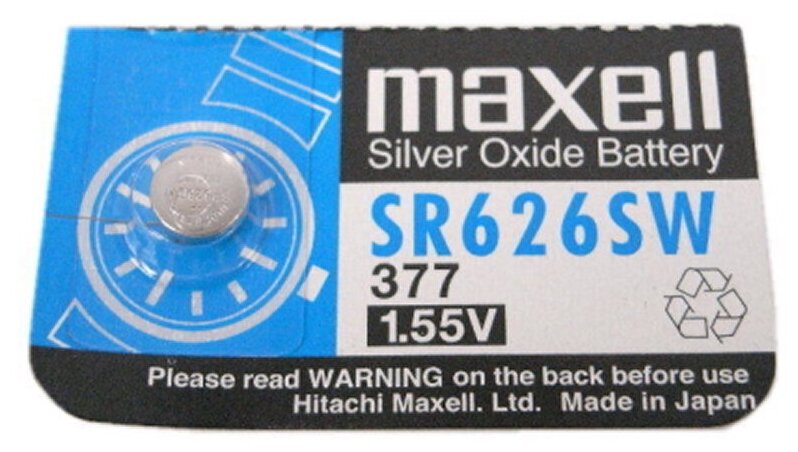 maxell
Silver Oxide Battery
SR626SW
377
1.55V
Please read WARNING on the back before use
Hitachi Maxell. Ltd. Made in Japan